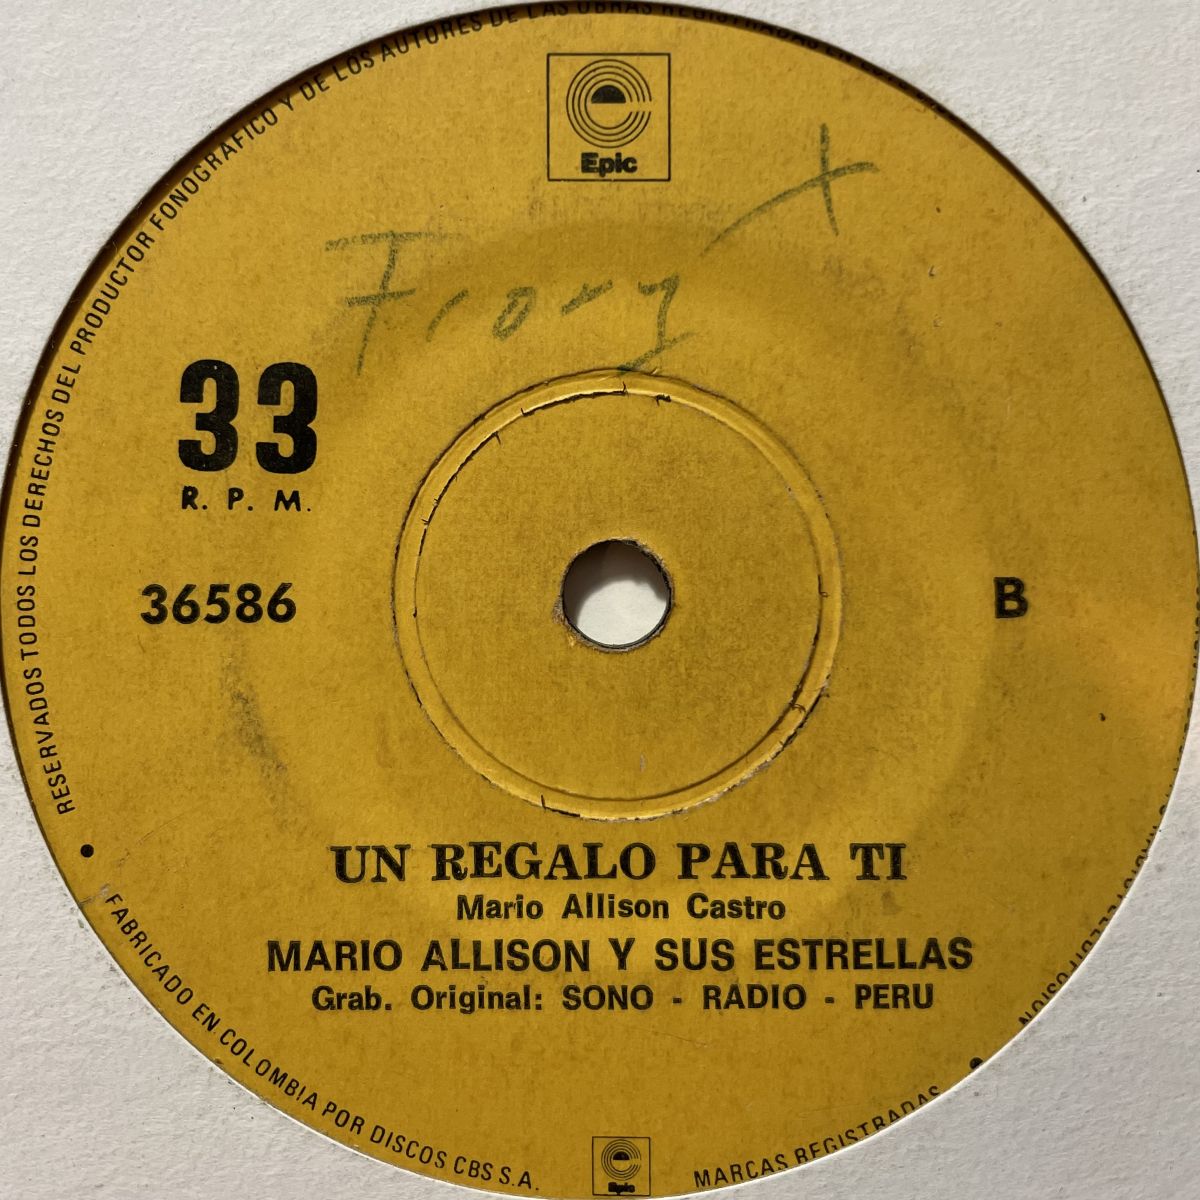 RESERVADOS TODOS LOS DERECHOS DEL PRODUCTOR FONOGRAFICO Y DE LOS AUTORES DE LAS OBRAS REGISTRADAS EN
Epic
33
R. P. M.
36586
B
UN REGALO PARA TI
Mario Allison Castro
MARIO ALLISON Y SUS ESTRELLAS
Grab. Original: SONO - RADIO - PERU
FABRICADO EN COLOMBIA POR DISCOS CBS S.A.
Epic
MARCAS REGISTRADAS